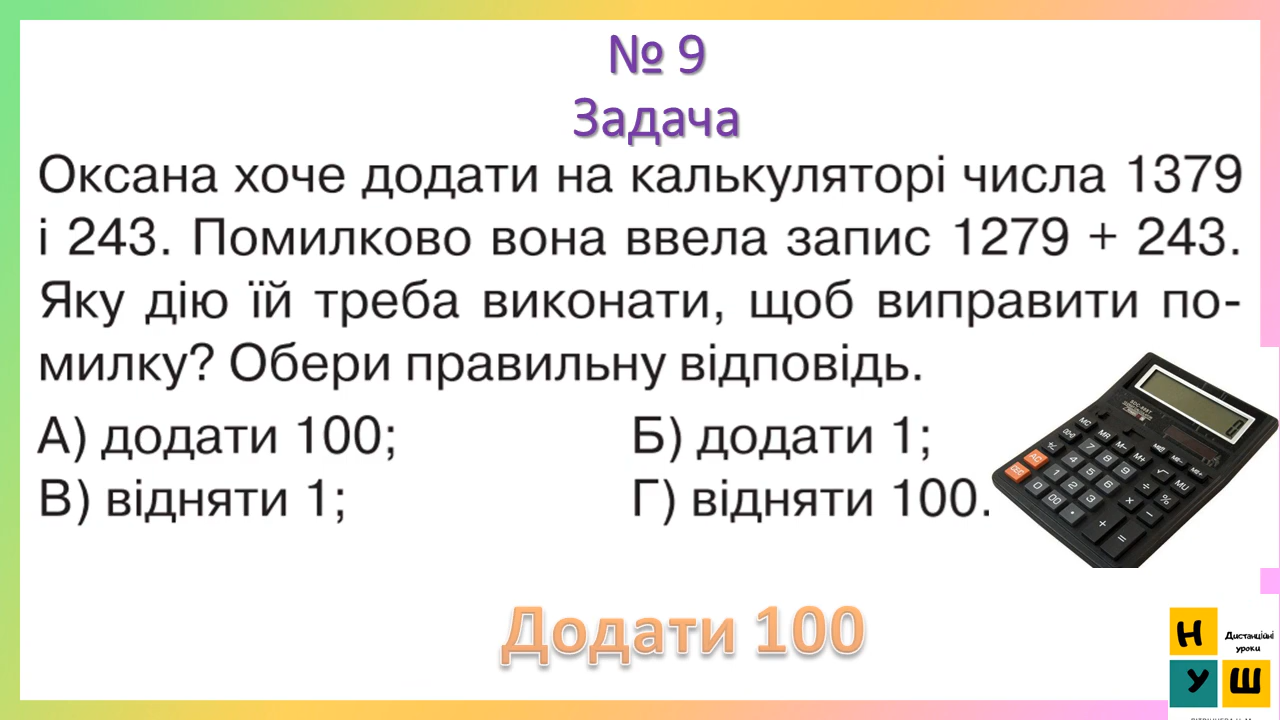 № 9
Задача
Оксана хоче додати на калькуляторі числа 1379
і 243. Помилково вона ввела запис 1279 + 243.
Яку дію їй треба виконати, щоб виправити по-
милку? Обери правильну відповідь.
А) додати 100; Б) додати 1;
В) відняти 1; Г) відняти 100.
Додати 100
Н Дистанційні
уроки
У Ш